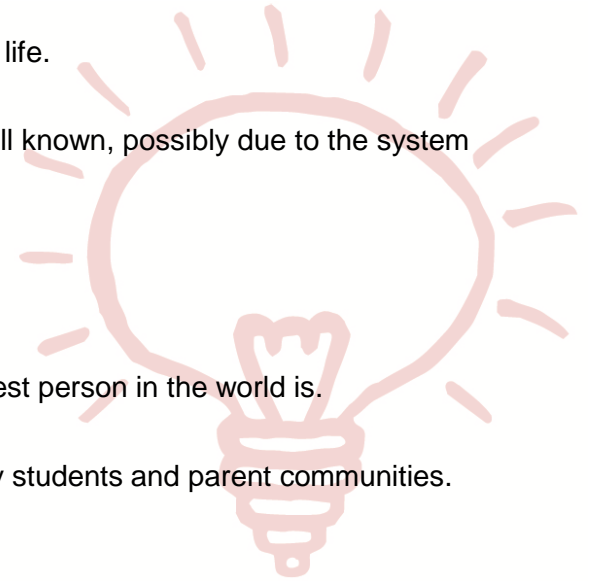 life.
ll known, possibly due to the system
est person in the world is.
students and parent communities.